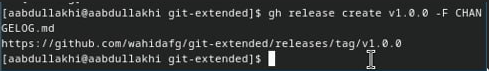 [aabdullakhi@aabdullakhi git-extended]$ gh release create v1.0.0 -F CHAN
GELOG.md
https://github.com/wahidafg/git-extended/releases/tag/v1.0.0
[aabdullakhi@aabdullakhi git-extended]$